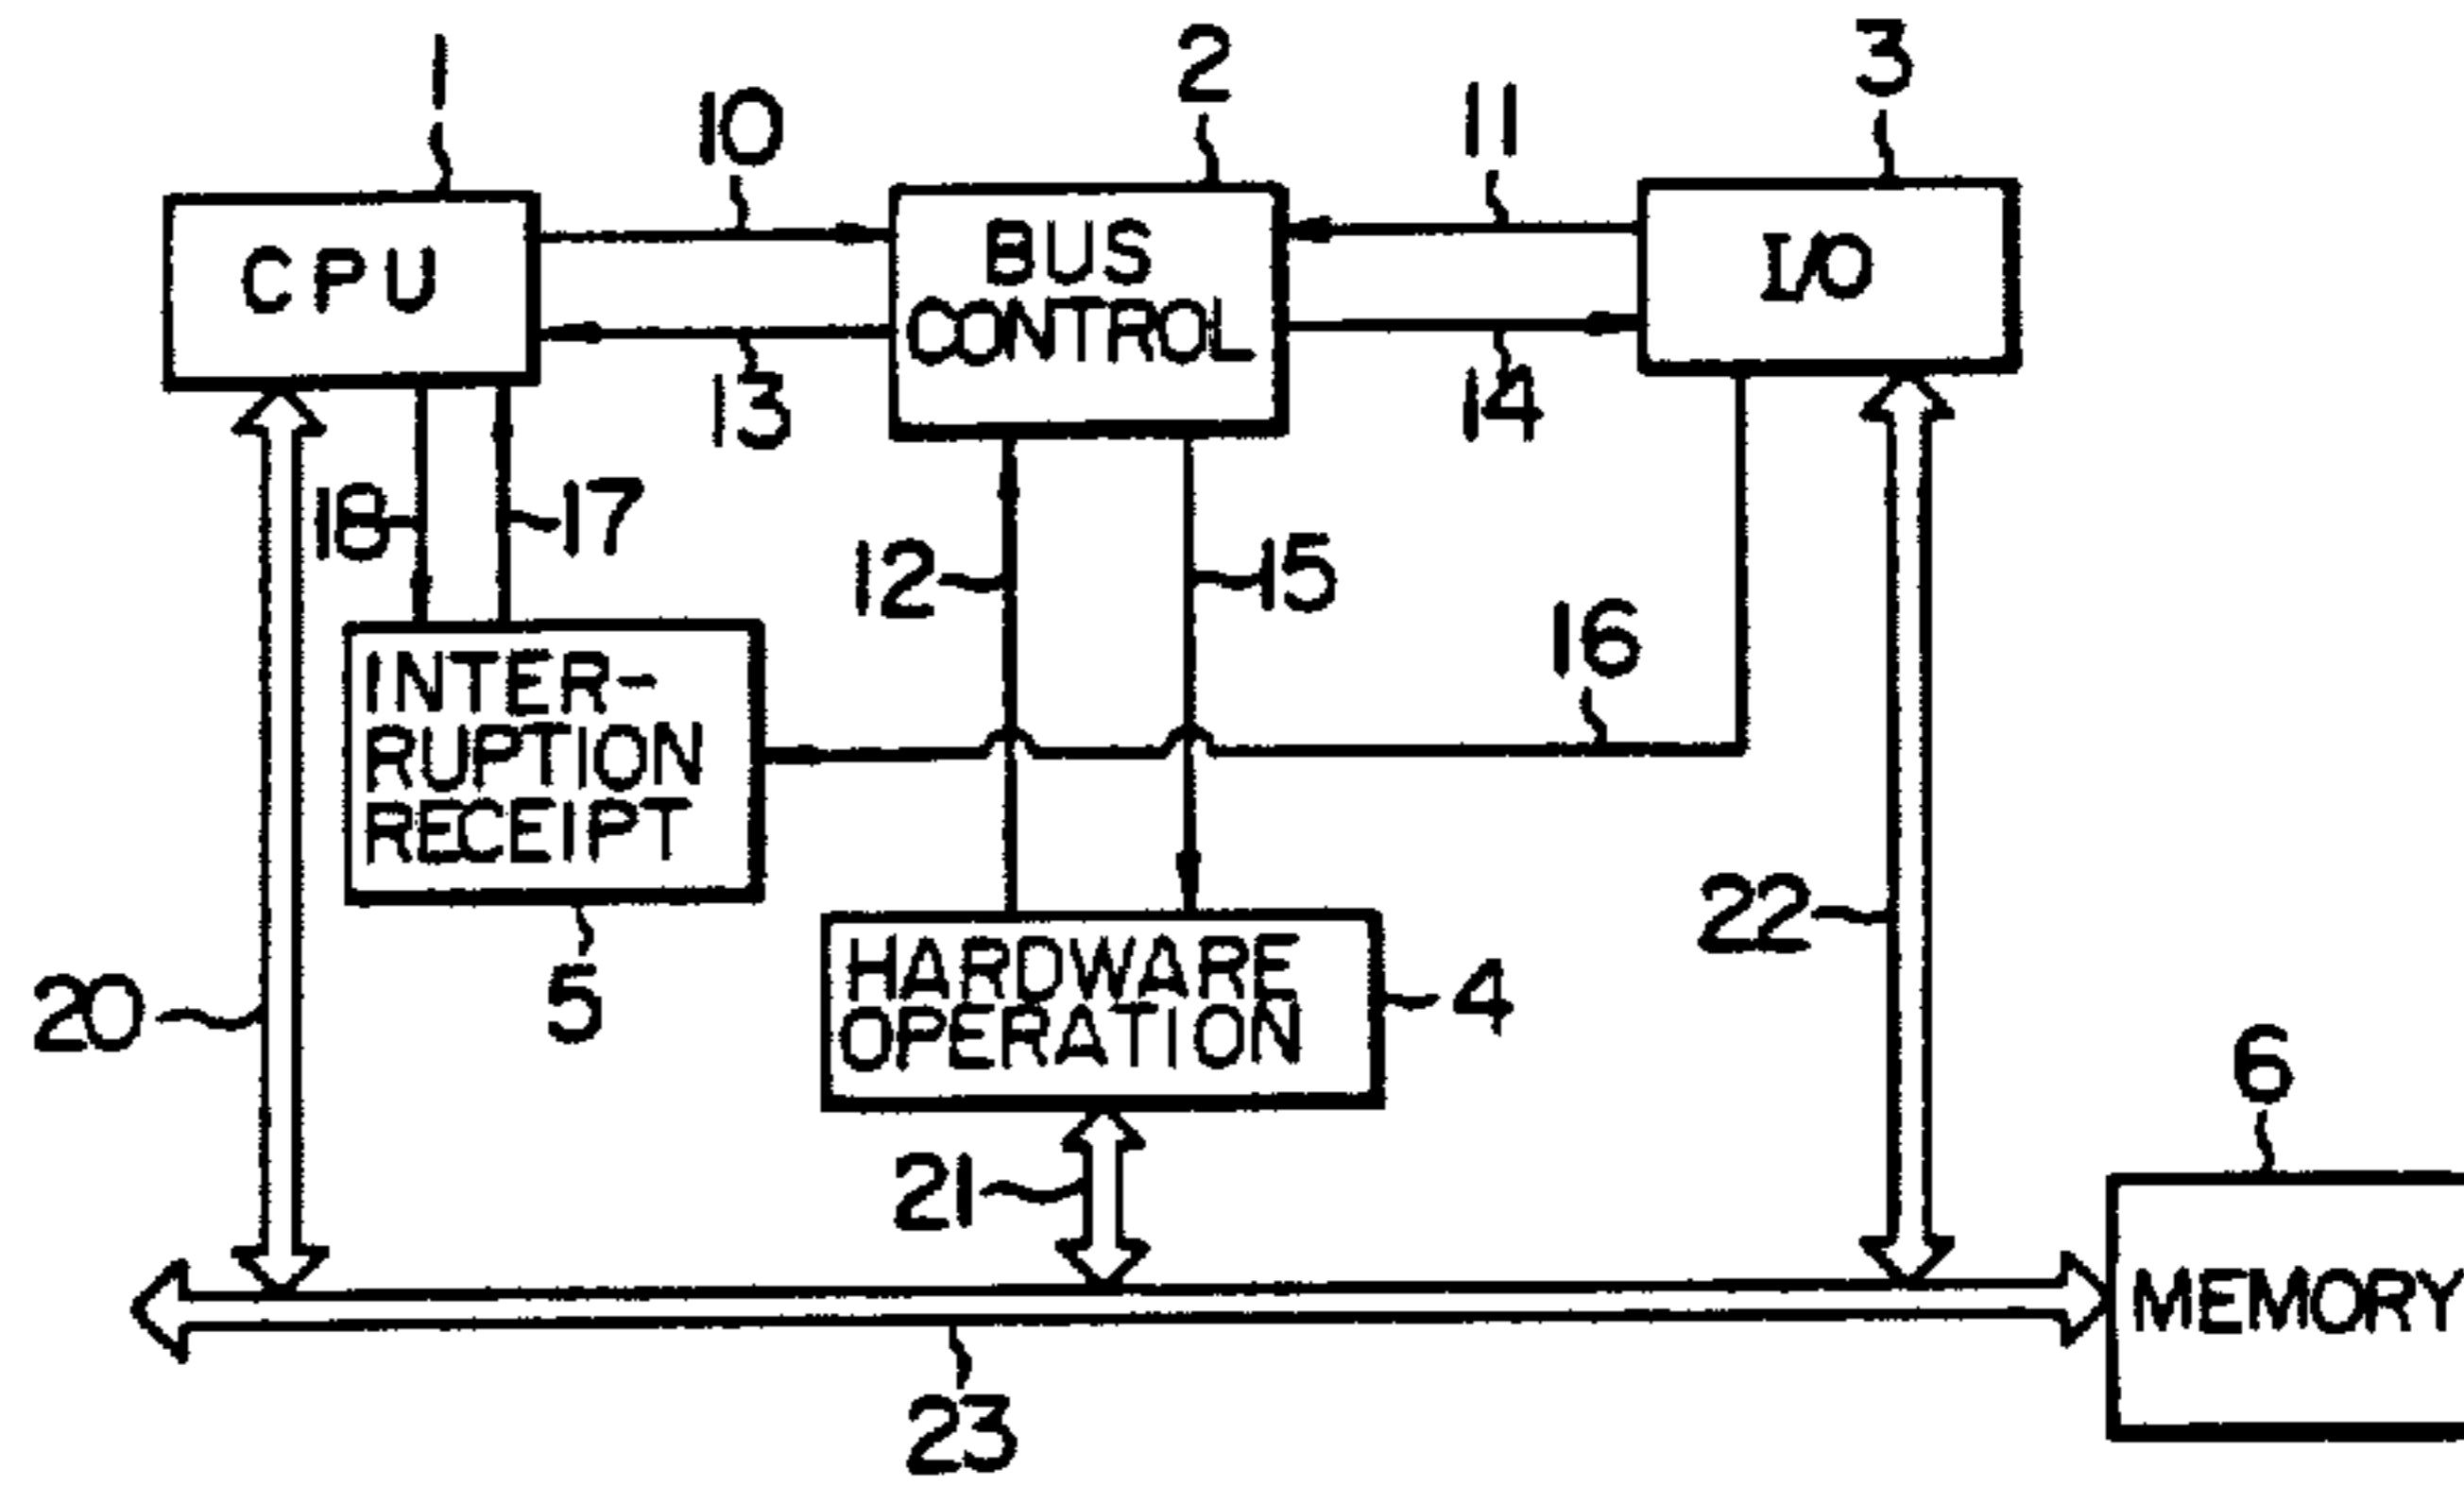 1
2
3
10
11
CPU
BUS
CONTROL
I/O
13
14
18
17
12
15
16
INTER-
RUPTION
RECEIPT
22
5
HARDWARE
OPERATION
4
20
6
21
MEMORY
23